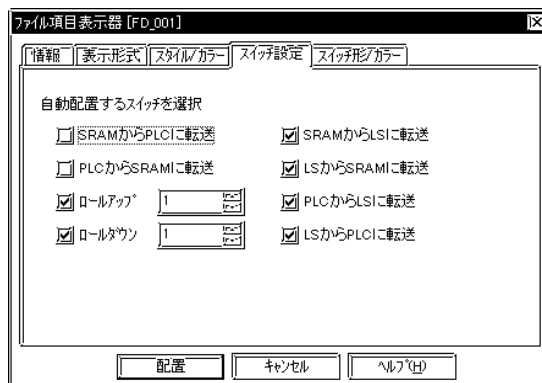 ファイル項目表示器 [FD_001]
情報 表示形式 スタイル/カラー スイッチ設定 スイッチ形/カラー
自動配置するスイッチを選択
SRAMからPLCに転送 SRAMからLSに転送
PLCからSRAMに転送 LSからSRAMに転送
ロールアップ 1 PLCからLSに転送
ロールダウン 1 LSからPLCに転送
配置 キャンセル ヘルプ(H)